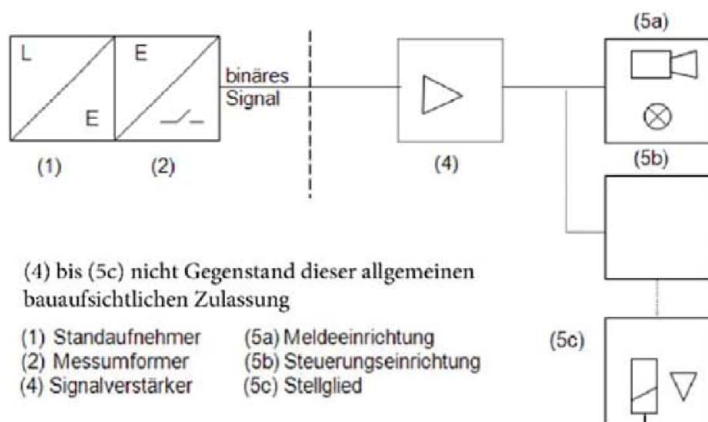 (5a)
L
E
E
binäres
Signal
(1)
(2)
(4)
(5b)
(4) bis (5c) nicht Gegenstand dieser allgemeinen
bauaufsichtlichen Zulassung
(5c)
(1) Standaufnehmer (5a) Meldeeinrichtung
(2) Messumformer (5b) Steuerungseinrichtung
(4) Signalverstärker (5c) Stellglied